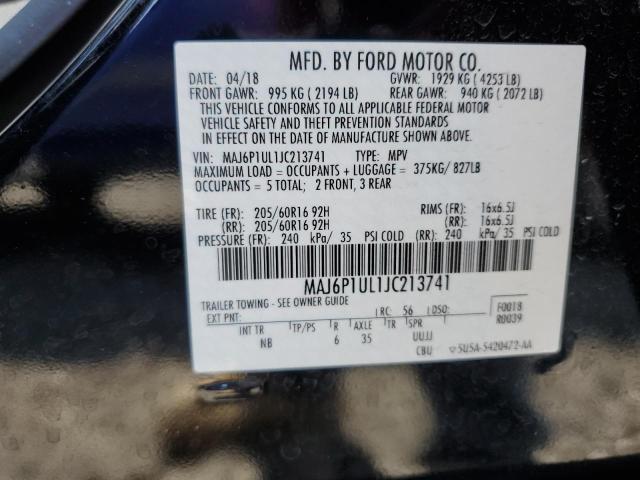 MFD. BY FORD MOTOR CO.
DATE: 04/18 GVWR: 1929 KG ( 4253 LB)
FRONT GAWR: 995 KG ( 2194 LB) REAR GAWR: 940 KG ( 2072 LB)
THIS VEHICLE CONFORMS TO ALL APPLICABLE FEDERAL MOTOR
VEHICLE SAFETY AND THEFT PREVENTION STANDARDS
IN EFFECT ON THE DATE OF MANUFACTURE SHOWN ABOVE.
VIN: MAJ6P1UL1JC213741 TYPE: MPV
MAXIMUM LOAD = OCCUPANTS + LUGGAGE = 375KG/ 827LB
OCCUPANTS = 5 TOTAL; 2 FRONT, 3 REAR
TIRE (FR): 205/60R16 92H RIMS (FR): 16x6.5J
(RR): 205/60R16 92H (RR): 16x6.5J
PRESSURE (FR): 240 kPa/ 35 PSI COLD (RR): 240 kPa/ 35 PSI COLD
MAJ6P1UL1JC213741
TRAILER TOWING - SEE OWNER GUIDE
EXT PNT: RC: 56 DSO: F0018
R0039
INT TR TP/PS R AXLE TR SPR
NB 6 35 UUJJ
CBU 5U5A-5420472-AA